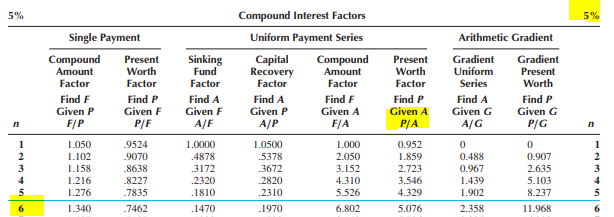 5% Compound Interest Factors 5%
Single Payment Uniform Payment Series Arithmetic Gradient
Compound Present Sinking Capital Compound Present Gradient Gradient
Amount Worth Fund Recovery Amount Worth Uniform Present
Factor Factor Factor Factor Factor Factor Series Worth
Find F Find P Find A Find A Find F Find P Find A Find P
Given P Given F Given F Given P Given A Given A Given G Given G
n F/P P/F A/F A/P F/A P/A A/G P/G n
1 1.050 .9524 1.0000 1.0500 1.000 0.952 0 0 1
2 1.102 .9070 .4878 .5378 2.050 1.859 0.488 0.907 2
3 1.158 .8638 .3172 .3672 3.152 2.723 0.967 2.635 3
4 1.216 .8227 .2320 .2820 4.310 3.546 1.439 5.103 4
5 1.276 .7835 .1810 .2310 5.526 4.329 1.902 8.237 5
6 1.340 .7462 .1470 .1970 6.802 5.076 2.358 11.968 6